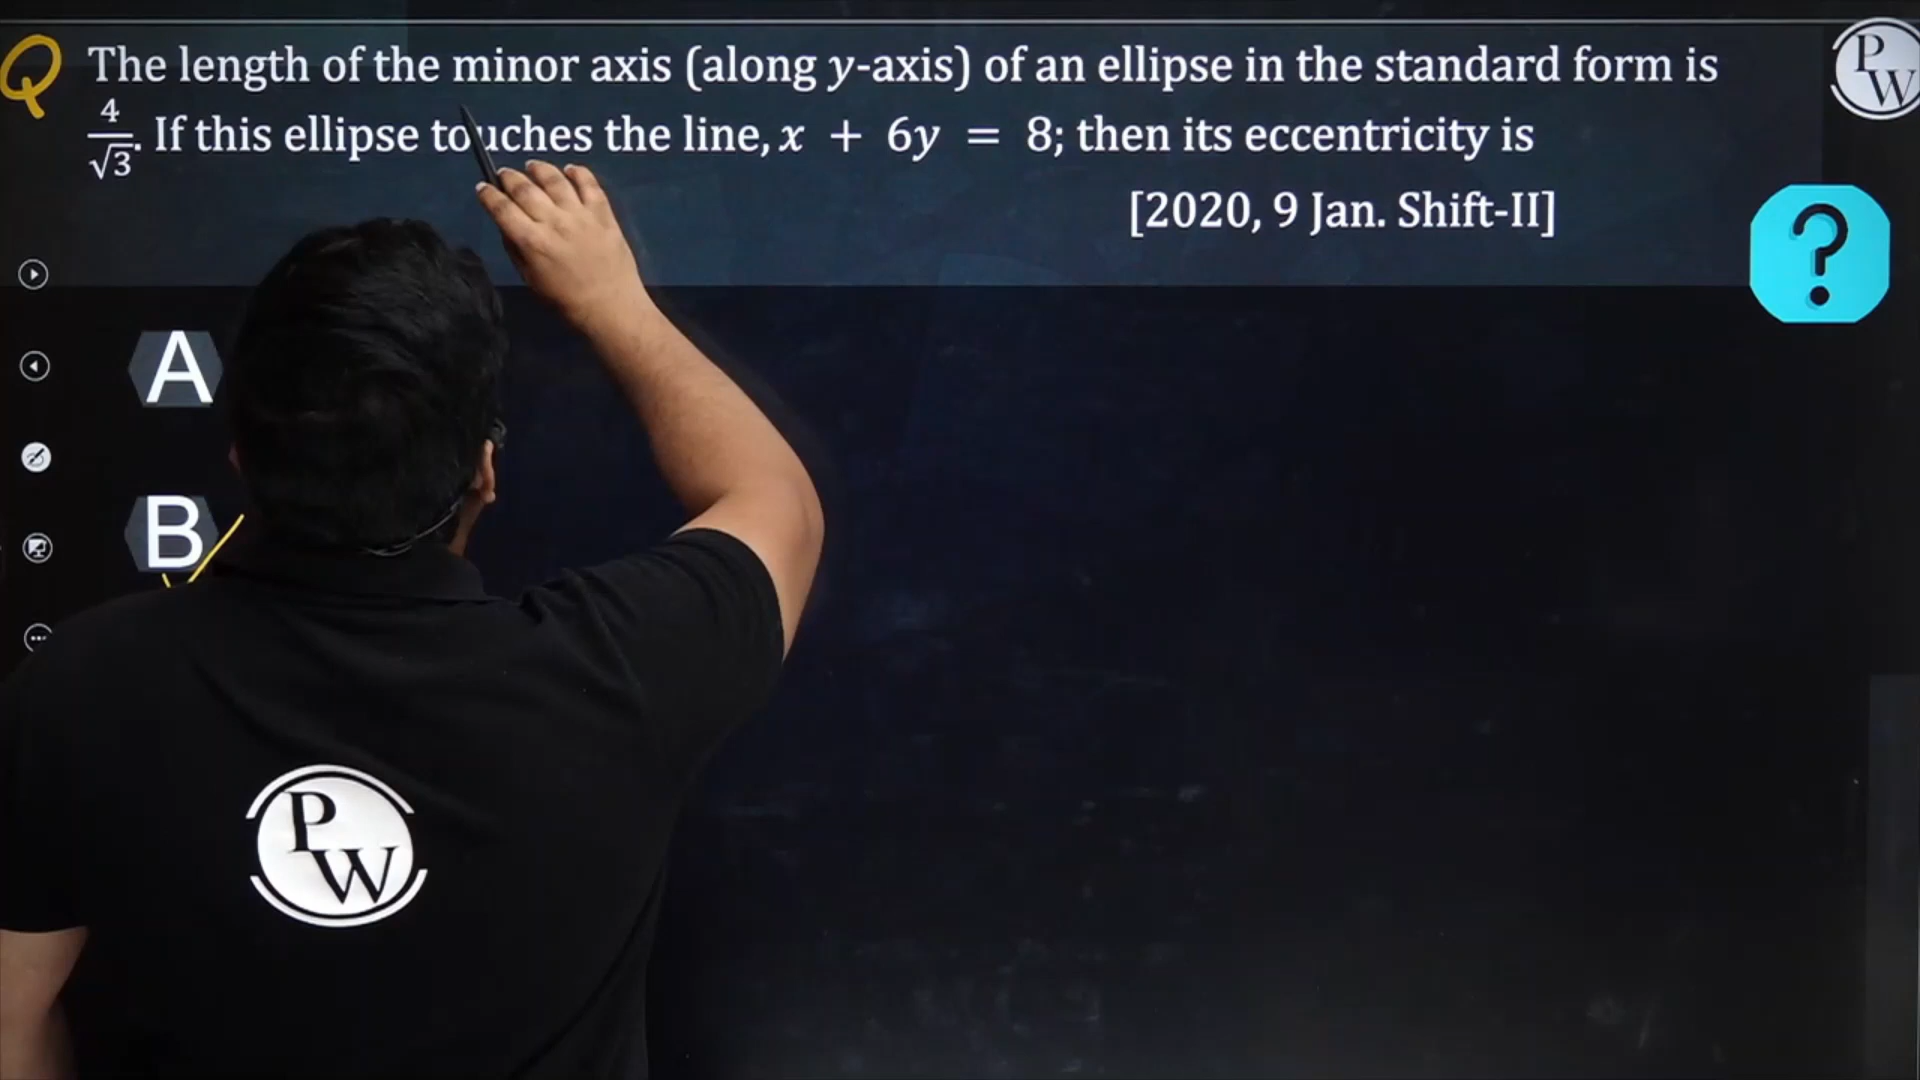 Q The length of the minor axis (along y-axis) of an ellipse in the standard form is
4/√3. If this ellipse touches the line, x + 6y = 8; then its eccentricity is
[2020, 9 Jan. Shift-II]
PW
?
A
B
PW